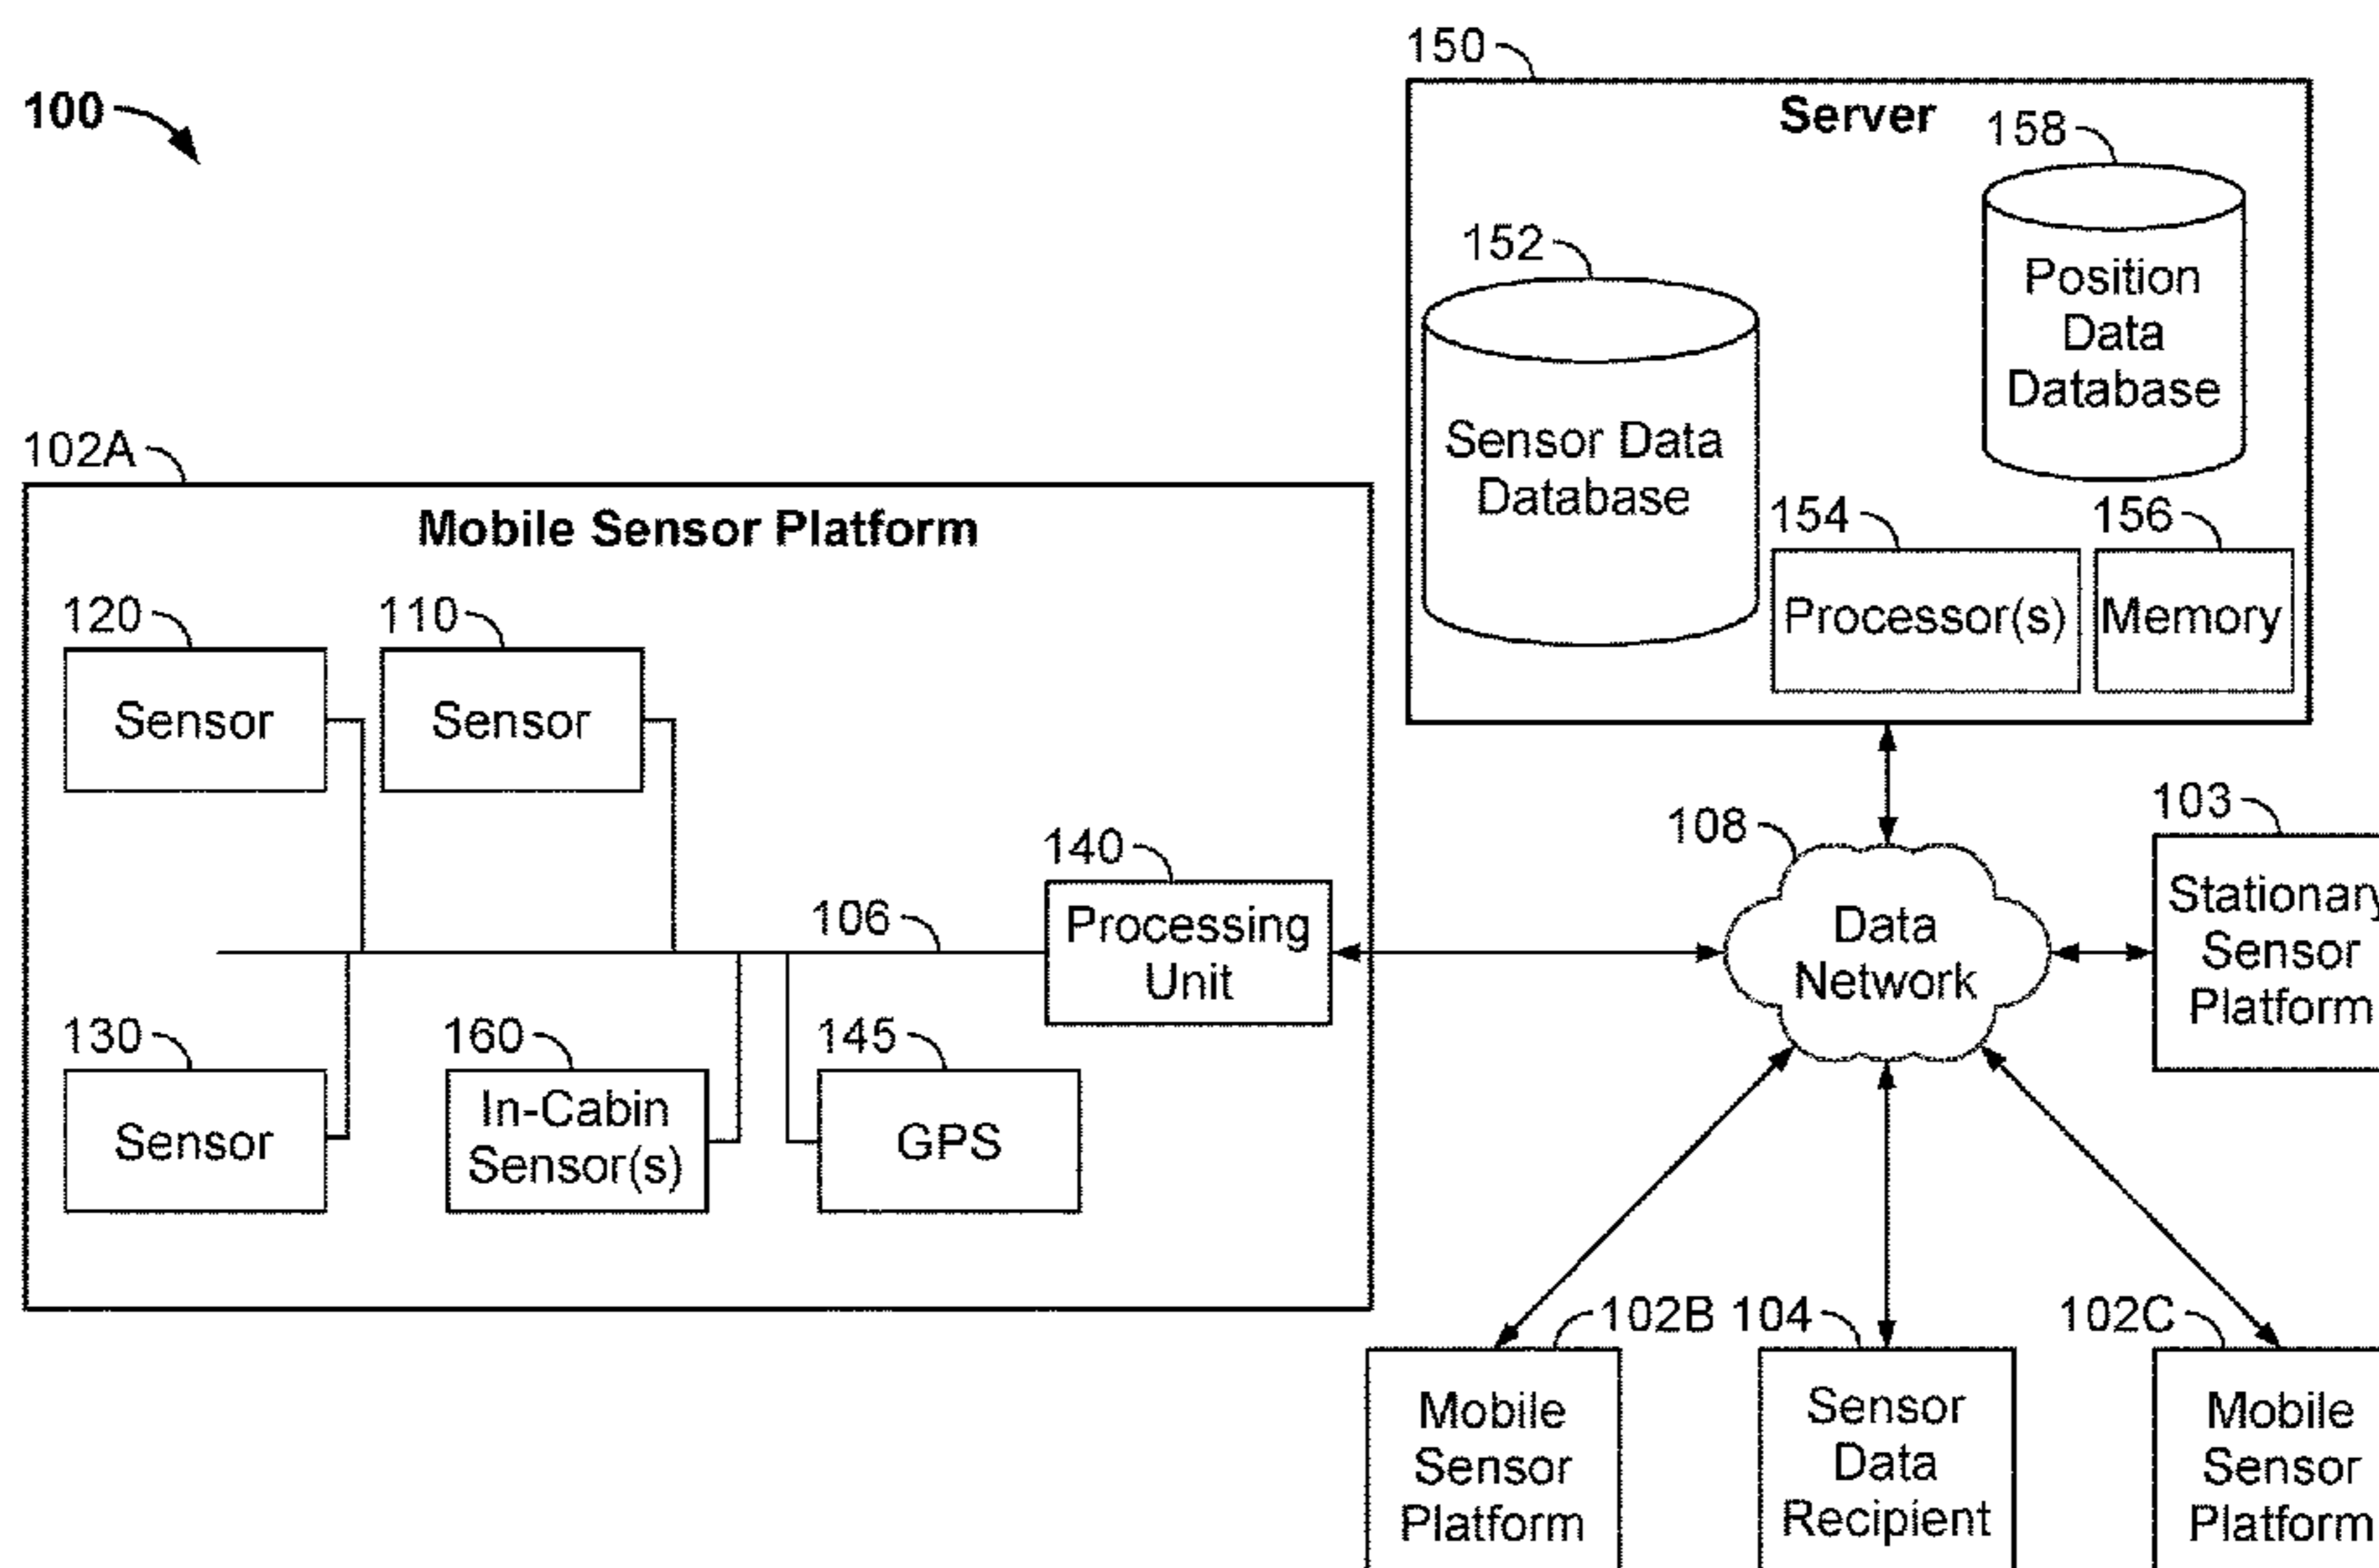 100
150
Server
158
152
Position
Data
Database
Sensor Data
Database
154
156
Processor(s)
Memory
102A
Mobile Sensor Platform
120
110
Sensor
Sensor
140
106
Processing
Unit
130
160
145
Sensor
In-Cabin
Sensor(s)
GPS
108
Data
Network
103
Stationary
Sensor
Platform
102B
104
102C
Mobile
Sensor
Platform
Sensor
Data
Recipient
Mobile
Sensor
Platform